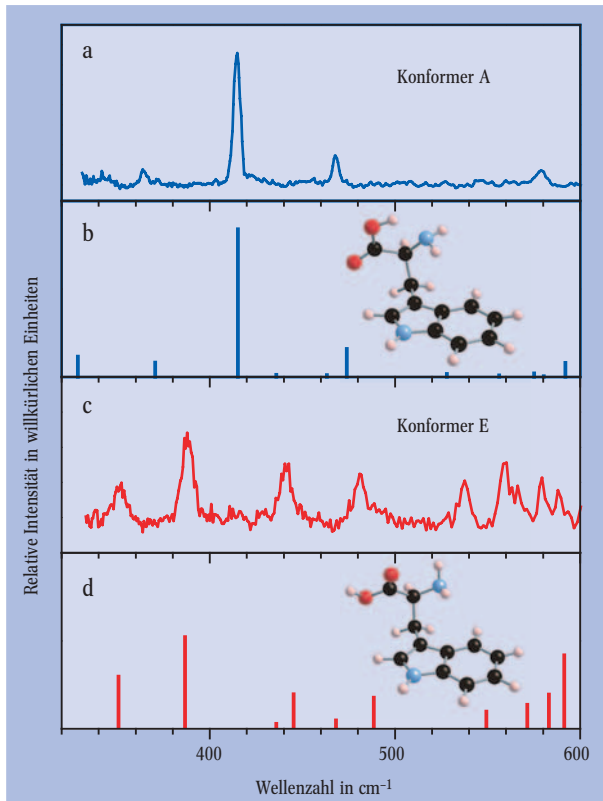 a
Konformer A
b
c
Konformer E
d
400
500
600
Wellenzahl in cm⁻¹
Relative Intensität in willkürlichen Einheiten